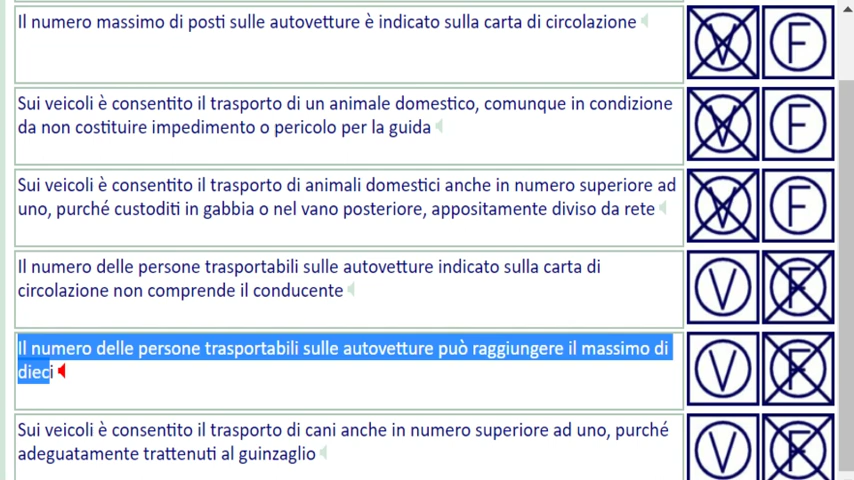 Il numero massimo di posti sulle autovetture è indicato sulla carta di circolazione
V F
Sui veicoli è consentito il trasporto di un animale domestico, comunque in condizione
da non costituire impedimento o pericolo per la guida
V F
Sui veicoli è consentito il trasporto di animali domestici anche in numero superiore ad
uno, purché custoditi in gabbia o nel vano posteriore, appositamente diviso da rete
V F
Il numero delle persone trasportabili sulle autovetture indicato sulla carta di
circolazione non comprende il conducente
V F
Il numero delle persone trasportabili sulle autovetture può raggiungere il massimo di
dieci
V F
Sui veicoli è consentito il trasporto di cani anche in numero superiore ad uno, purché
adeguatamente trattenuti al guinzaglio
V F